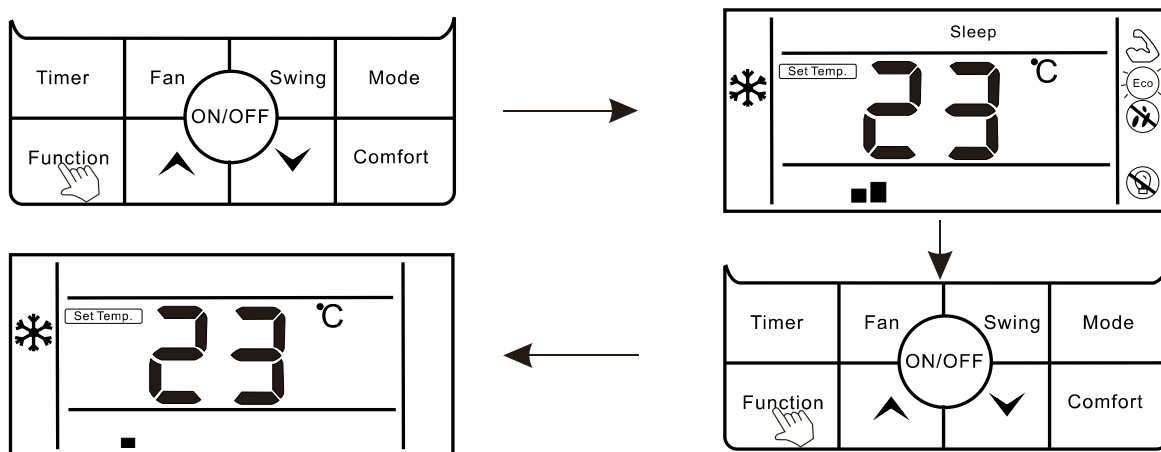 Timer Fan Swing Mode
ON/OFF
Function Comfort
Sleep
Set Temp. 23 °C
Eco
Set Temp. 23 °C
Timer Fan Swing Mode
ON/OFF
Function Comfort